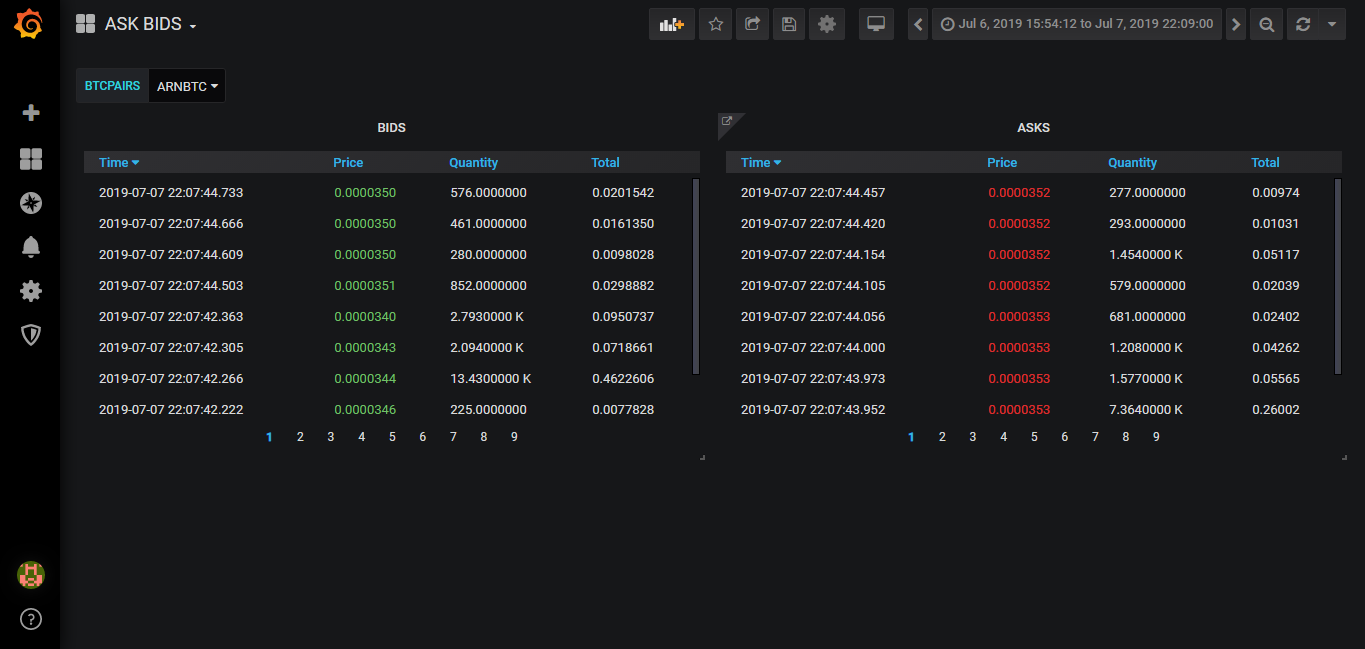 ASK BIDS
Jul 6, 2019 15:54:12 to Jul 7, 2019 22:09:00
BTCPAIRS ARNBTC
BIDS
Time Price Quantity Total
2019-07-07 22:07:44.733 0.0000350 576.0000000 0.0201542
2019-07-07 22:07:44.666 0.0000350 461.0000000 0.0161350
2019-07-07 22:07:44.609 0.0000350 280.0000000 0.0098028
2019-07-07 22:07:44.503 0.0000351 852.0000000 0.0298882
2019-07-07 22:07:42.363 0.0000340 2.7930000 K 0.0950737
2019-07-07 22:07:42.305 0.0000343 2.0940000 K 0.0718661
2019-07-07 22:07:42.266 0.0000344 13.4300000 K 0.4622606
2019-07-07 22:07:42.222 0.0000346 225.0000000 0.0077828
1 2 3 4 5 6 7 8 9
ASKS
Time Price Quantity Total
2019-07-07 22:07:44.457 0.0000352 277.0000000 0.00974
2019-07-07 22:07:44.420 0.0000352 293.0000000 0.01031
2019-07-07 22:07:44.154 0.0000352 1.4540000 K 0.05117
2019-07-07 22:07:44.105 0.0000352 579.0000000 0.02039
2019-07-07 22:07:44.056 0.0000353 681.0000000 0.02402
2019-07-07 22:07:44.000 0.0000353 1.2080000 K 0.04262
2019-07-07 22:07:43.973 0.0000353 1.5770000 K 0.05565
2019-07-07 22:07:43.952 0.0000353 7.3640000 K 0.26002
1 2 3 4 5 6 7 8 9
?